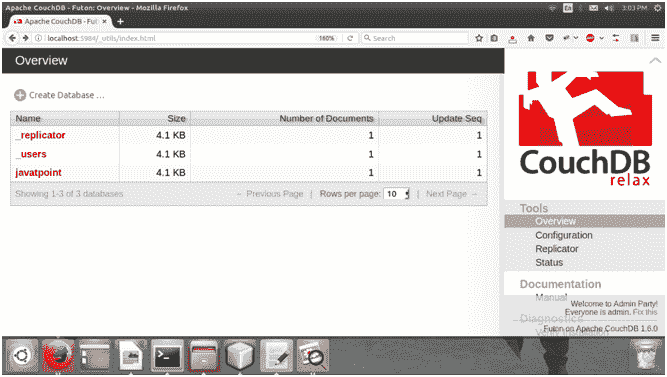 Apache CouchDB - Futon: Overview - Mozilla Firefox
En
3:03 PM
Apache CouchDB - Fut...
localhost:5984/_utils/index.html
160%
Search
Overview
Create Database ...
Name Size Number of Documents Update Seq
_replicator 4.1 KB 1 1
_users 4.1 KB 1 1
javatpoint 4.1 KB 1 1
Showing 1-3 of 3 databases
← Previous Page | Rows per page: 10 | Next Page →
CouchDB
relax
Tools
Overview
Configuration
Replicator
Status
Documentation
Manual
Welcome to Admin Party!
Everyone is admin. Fix this
Diagnostics
Verify Installation
Futon on Apache CouchDB 1.6.0